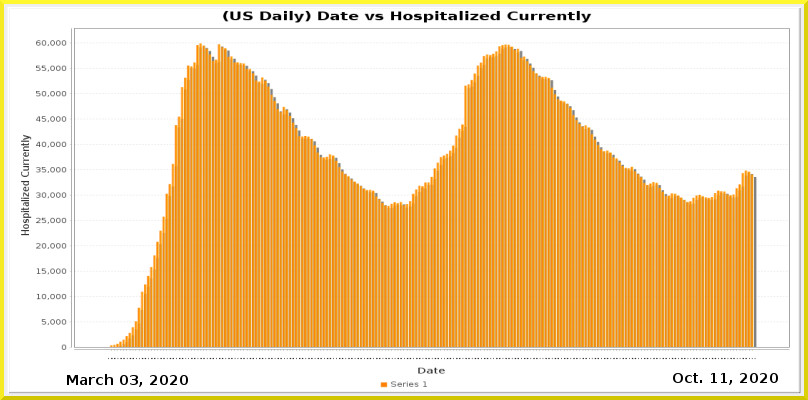 (US Daily) Date vs Hospitalized Currently
Hospitalized Currently
60,000
55,000
50,000
45,000
40,000
35,000
30,000
25,000
20,000
15,000
10,000
5,000
0
Date
March 03, 2020
Oct. 11, 2020
Series 1